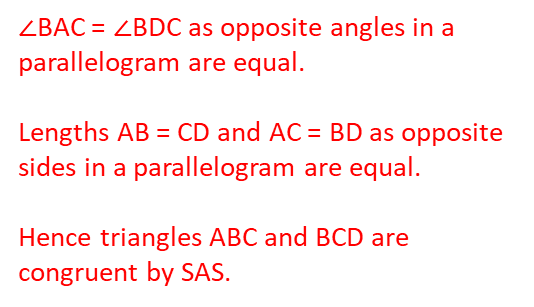 ∠BAC = ∠BDC as opposite angles in a
parallelogram are equal.
Lengths AB = CD and AC = BD as opposite
sides in a parallelogram are equal.
Hence triangles ABC and BCD are
congruent by SAS.